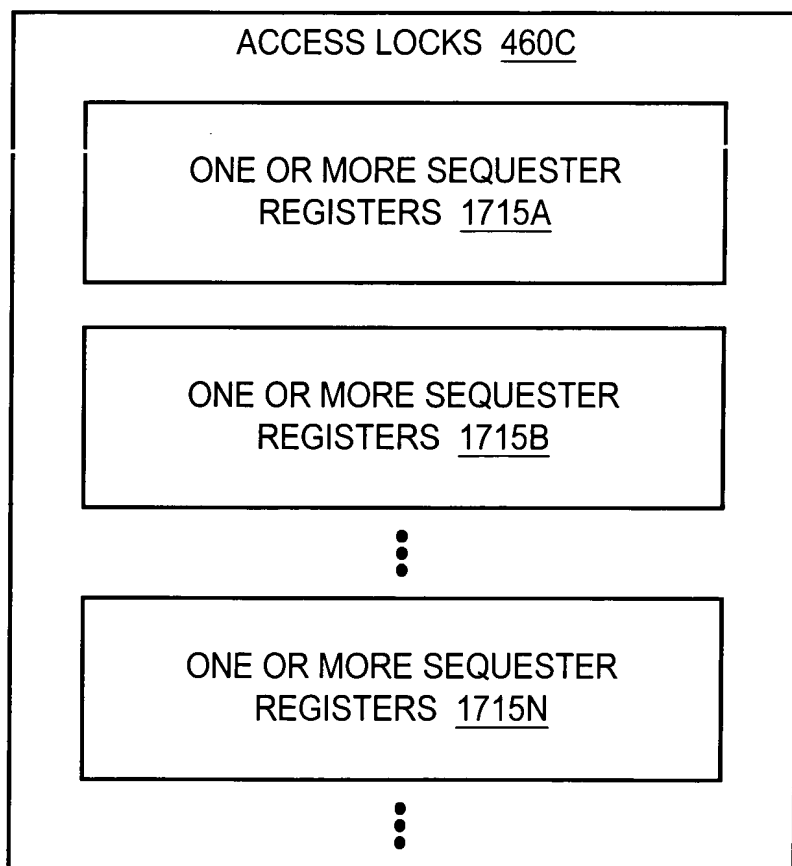 ACCESS LOCKS 460C
ONE OR MORE SEQUESTER
REGISTERS 1715A
ONE OR MORE SEQUESTER
REGISTERS 1715B
ONE OR MORE SEQUESTER
REGISTERS 1715N